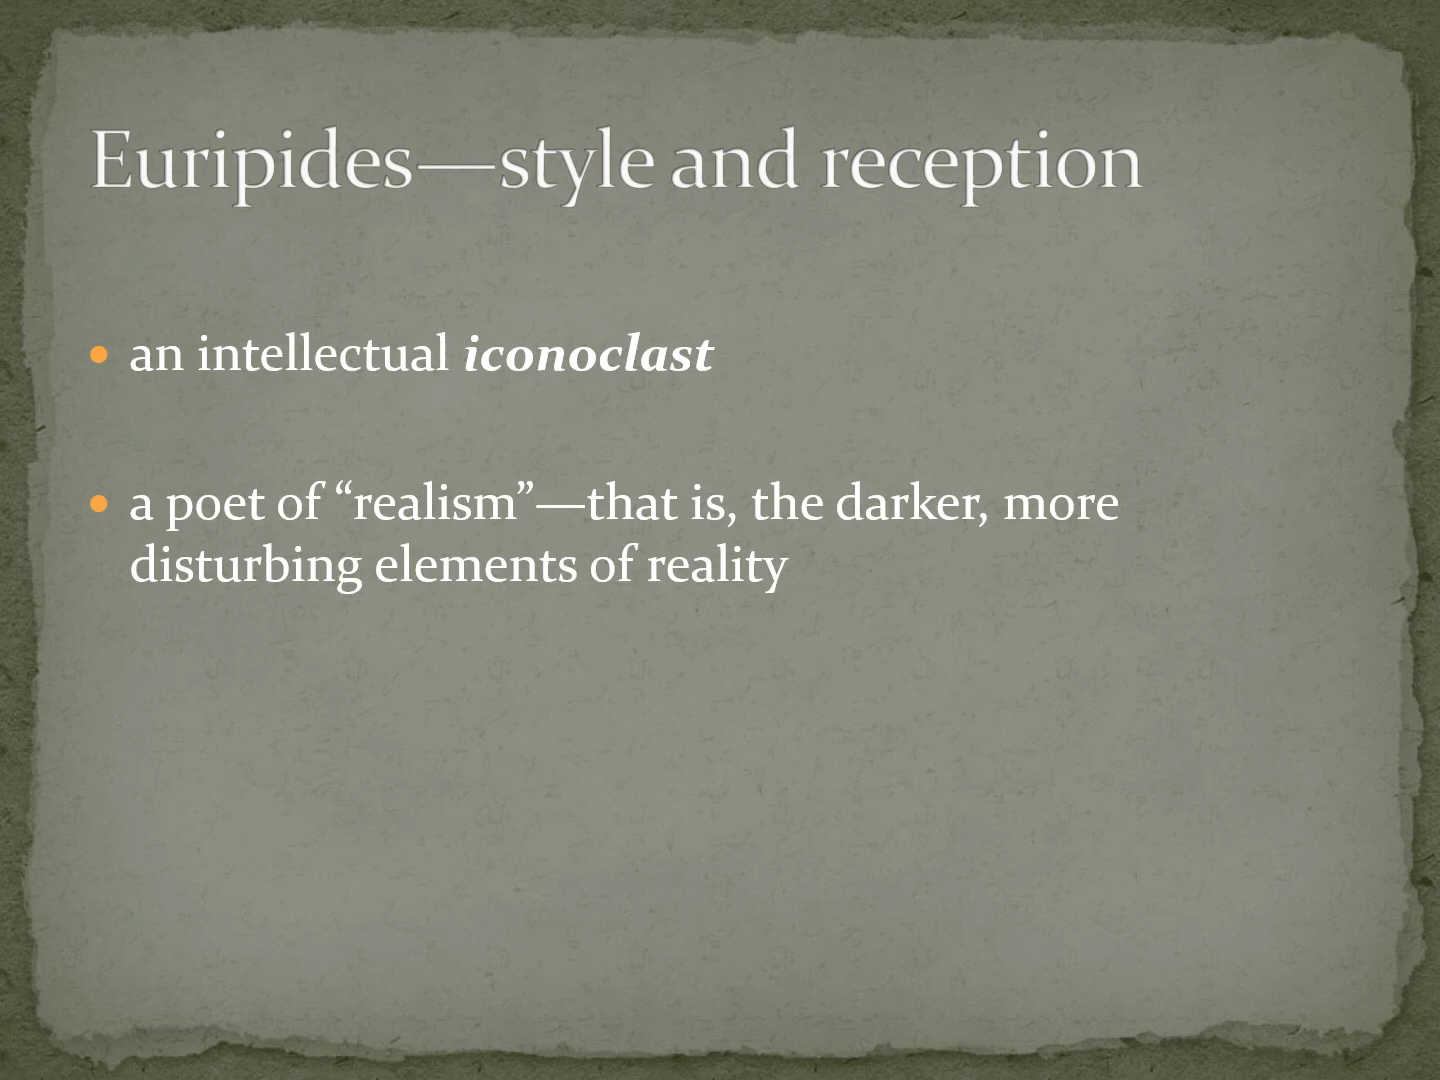 Euripides—style and reception
• an intellectual iconoclast
• a poet of “realism”—that is, the darker, more
disturbing elements of reality